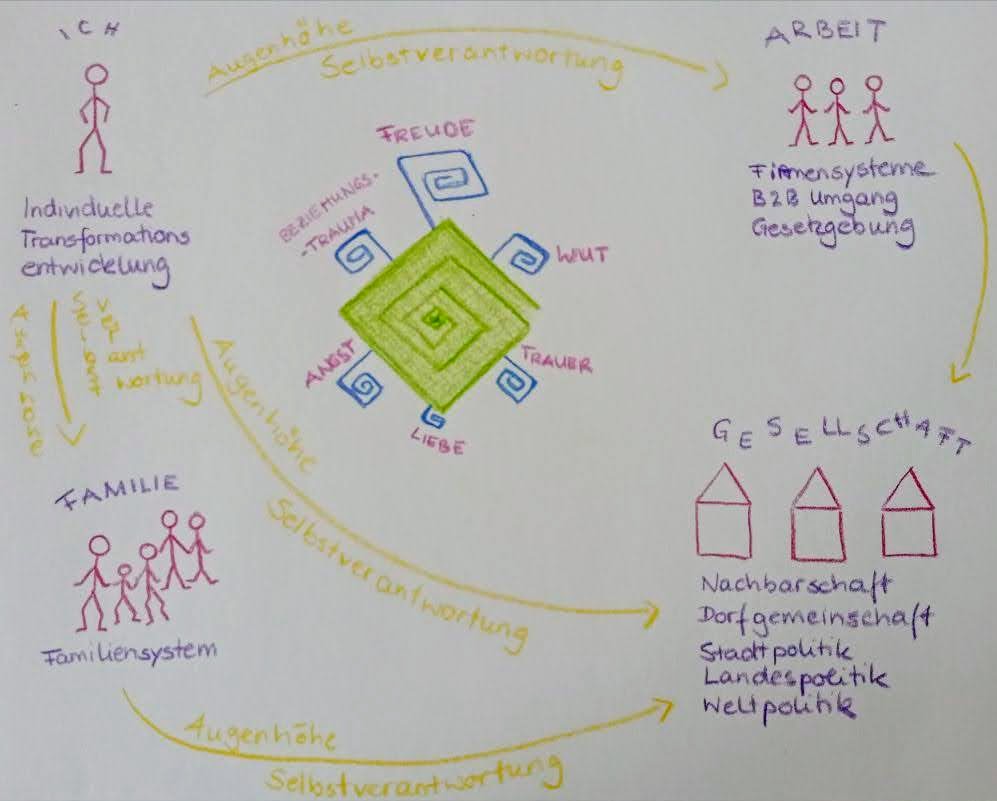 ICH
Augenhöhe
Selbstverantwortung
ARBEIT
FREUDE
BEZIEHUNGS-
-TRAUMA
WUT
Firmensysteme
B2B Umgang
Gesetzgebung
Individuelle
Transformations
entwickelung
Augenhöhe
Selbst
ver
ant
wortung
ANGST
TRAUER
LIEBE
Augenhöhe
Selbstverantwortung
GESELLSCHAFT
FAMILIE
Familiensystem
Nachbarschaft
Dorfgemeinschaft
Stadtpolitik
Landespolitik
Weltpolitik
Augenhöhe
Selbstverantwortung